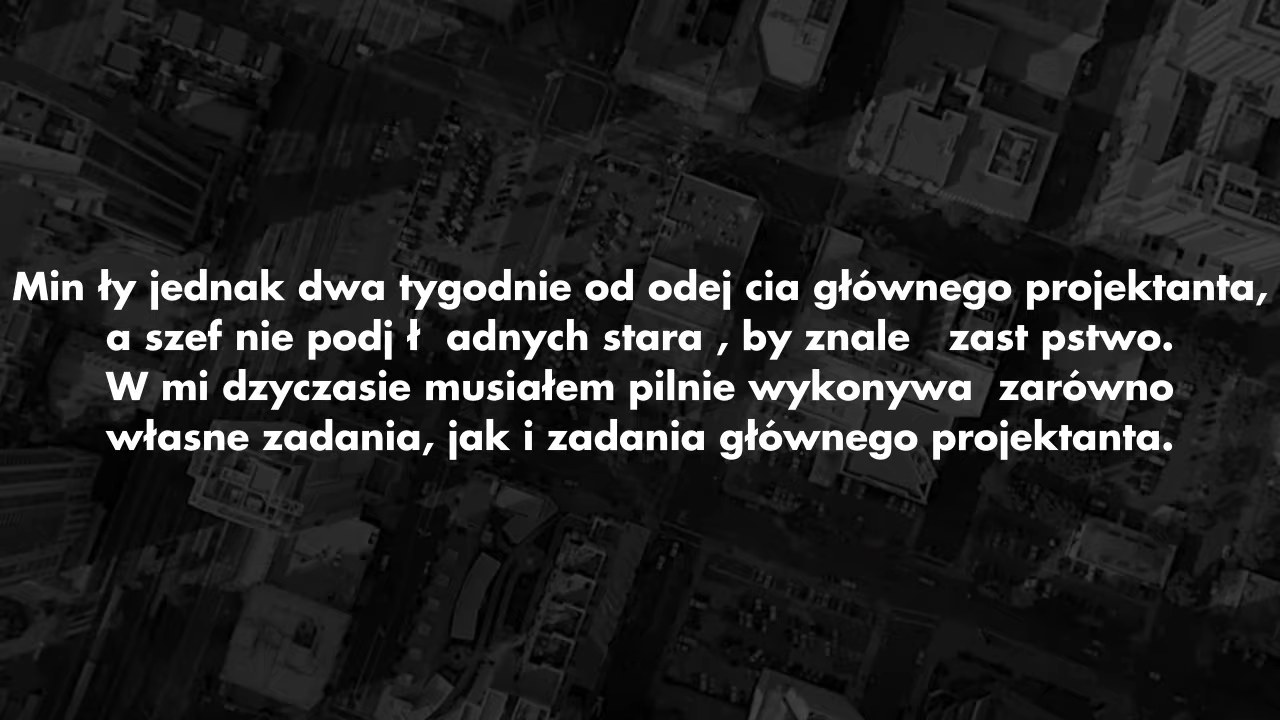 Min ły jednak dwa tygodnie od odej cia głównego projektanta,
a szef nie podj ł  adnych stara , by znale   zast pstwo.
W mi dzyczasie musiałem pilnie wykonywa  zarówno
własne zadania, jak i zadania głównego projektanta.